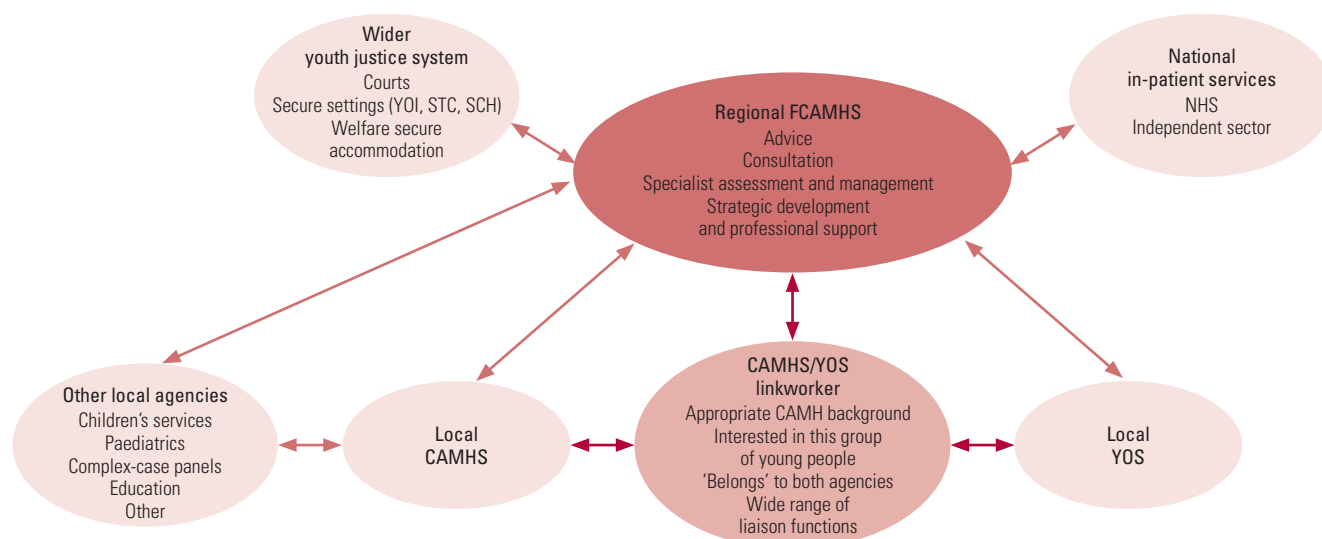 Wider
youth justice system
Courts
Secure settings (YOI, STC, SCH)
Welfare secure
accommodation
Regional FCAMHS
Advice
Consultation
Specialist assessment and management
Strategic development
and professional support
National
in-patient services
NHS
Independent sector
Other local agencies
Children's services
Paediatrics
Complex-case panels
Education
Other
Local
CAMHS
CAMHS/YOS
linkworker
Appropriate CAMH background
Interested in this group
of young people
‘Belongs’ to both agencies
Wide range of
liaison functions
Local
YOS